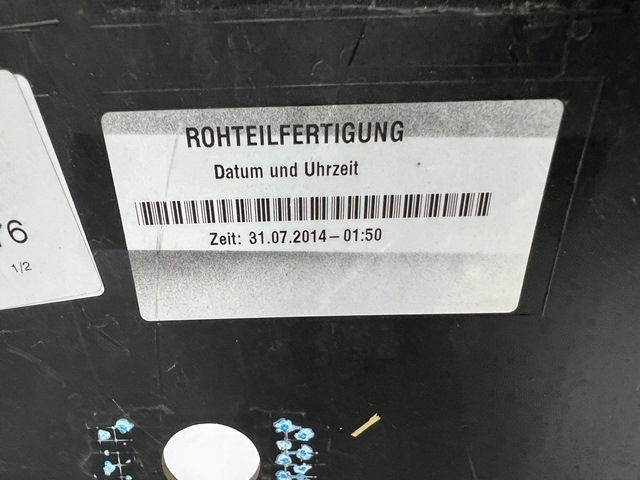 ROHTEILFERTIGUNG
Datum und Uhrzeit
Zeit: 31.07.2014–01:50
76
1/2